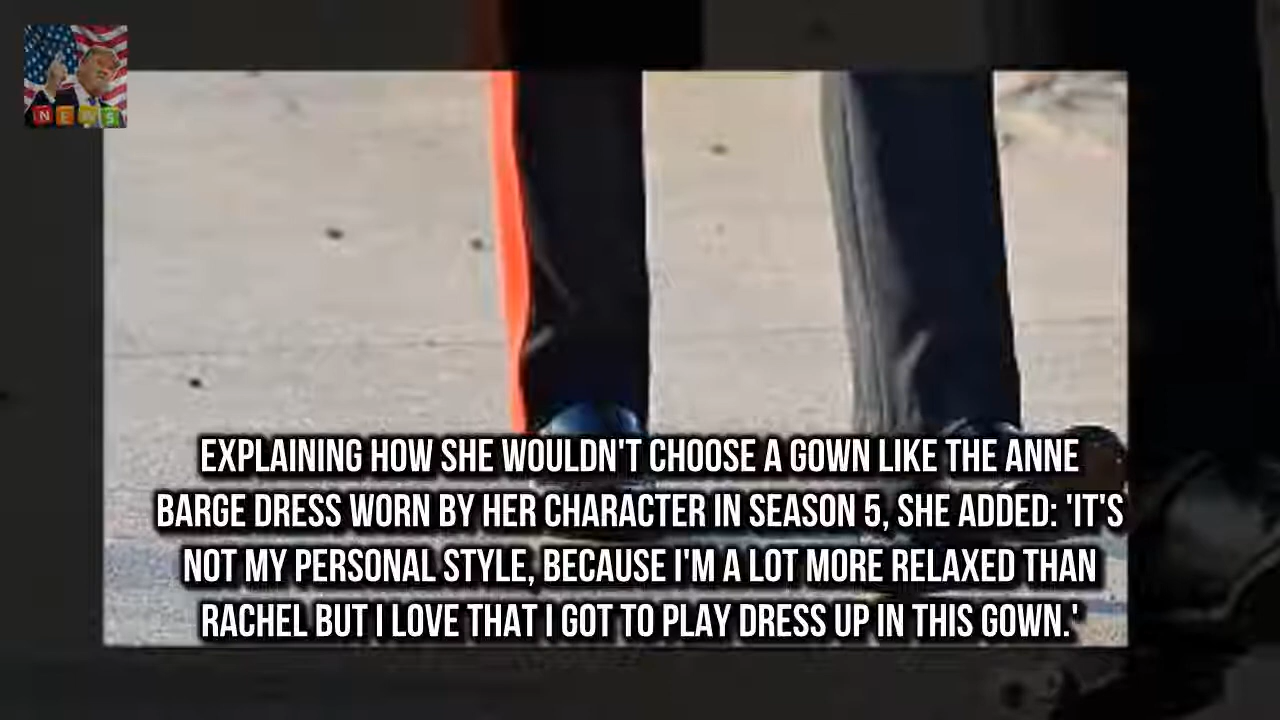 NEWS
EXPLAINING HOW SHE WOULDN'T CHOOSE A GOWN LIKE THE ANNE
BARGE DRESS WORN BY HER CHARACTER IN SEASON 5, SHE ADDED: 'IT'S
NOT MY PERSONAL STYLE, BECAUSE I'M A LOT MORE RELAXED THAN
RACHEL BUT I LOVE THAT I GOT TO PLAY DRESS UP IN THIS GOWN.'